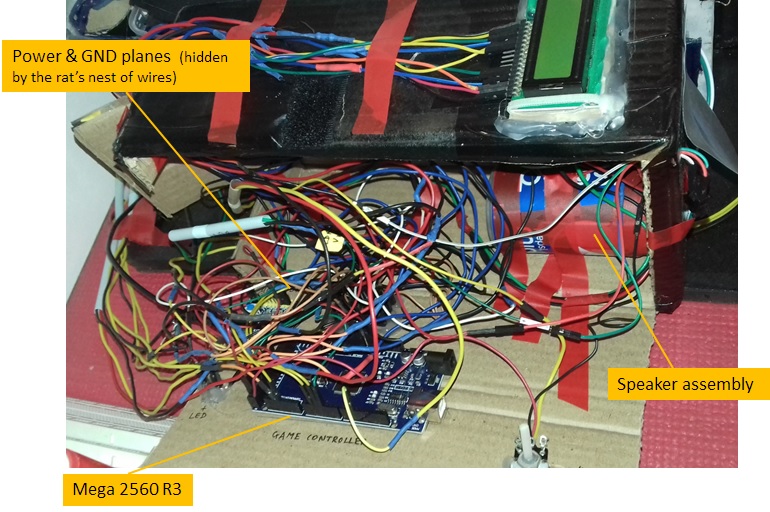 Power & GND planes (hidden
by the rat's nest of wires)
Speaker assembly
+
LED
GAME CONTROLLER
Mega 2560 R3